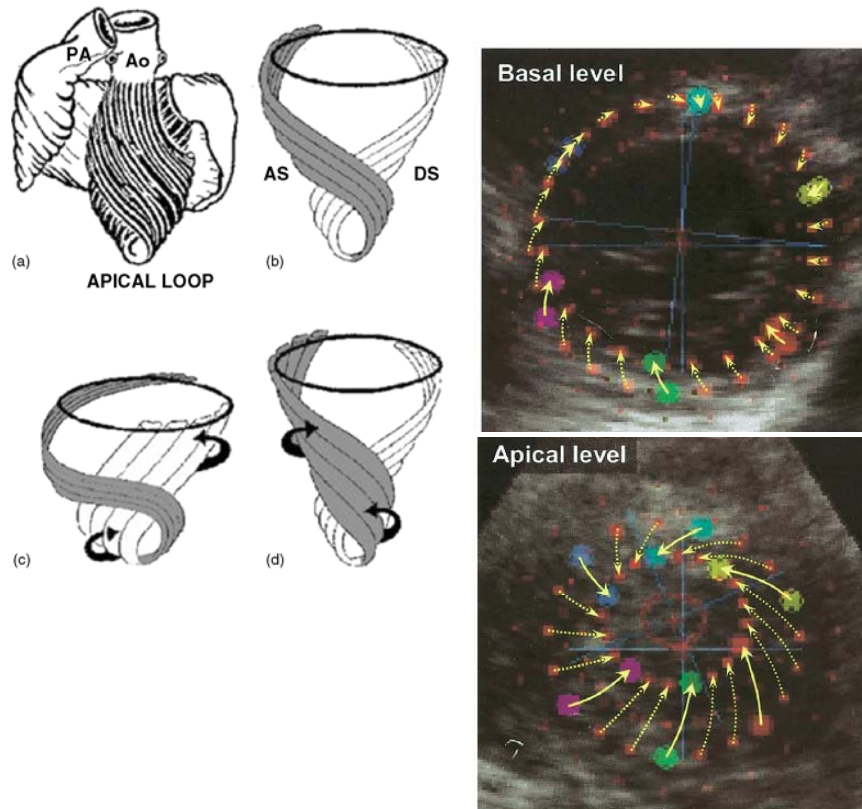 PA
Ao
(a)
APICAL LOOP
AS
DS
(b)
(c)
(d)
Basal level
Apical level